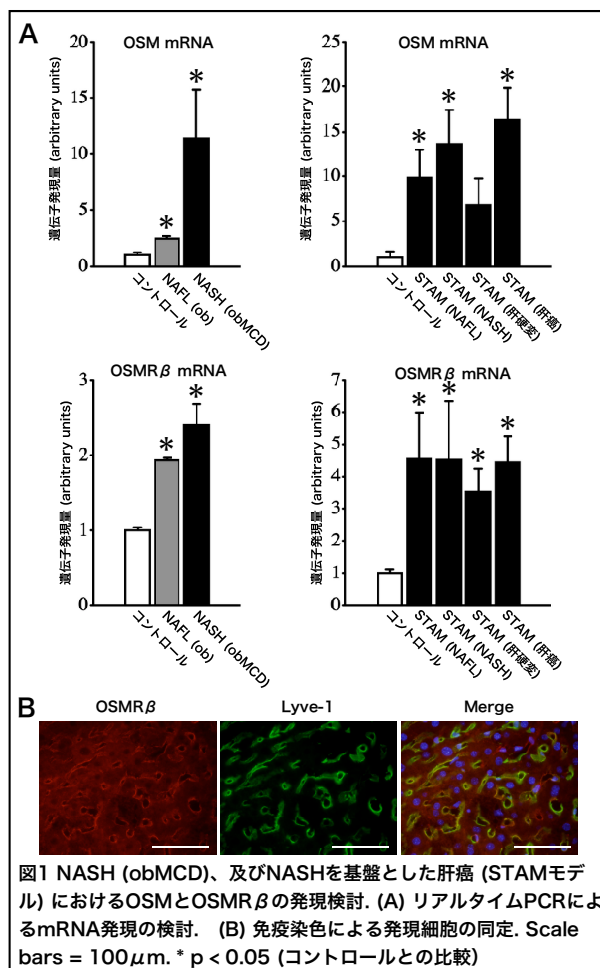 A
OSM mRNA
遺伝子発現量 (arbitrary units)
20
15
10
5
0
*
*
コントロール
NAFL (ob)
NASH (obMCD)
OSM mRNA
遺伝子発現量 (arbitrary units)
25
20
15
10
5
0
*
*
*
コントロール
STAM (NAFL)
STAM (NASH)
STAM (肝硬変)
STAM (肝癌)
OSMRβ mRNA
遺伝子発現量 (arbitrary units)
3
2
1
0
*
*
コントロール
NAFL (ob)
NASH (obMCD)
OSMRβ mRNA
遺伝子発現量 (arbitrary units)
7
6
5
4
3
2
1
0
*
*
*
*
コントロール
STAM (NAFL)
STAM (NASH)
STAM (肝硬変)
STAM (肝癌)
B
OSMRβ
Lyve-1
Merge
図1 NASH (obMCD)、及びNASHを基盤とした肝癌 (STAMモデ
ル) におけるOSMとOSMRβの発現検討. (A) リアルタイムPCRによ
るmRNA発現の検討. (B) 免疫染色による発現細胞の同定. Scale
bars = 100μm. * p < 0.05 (コントロールとの比較)